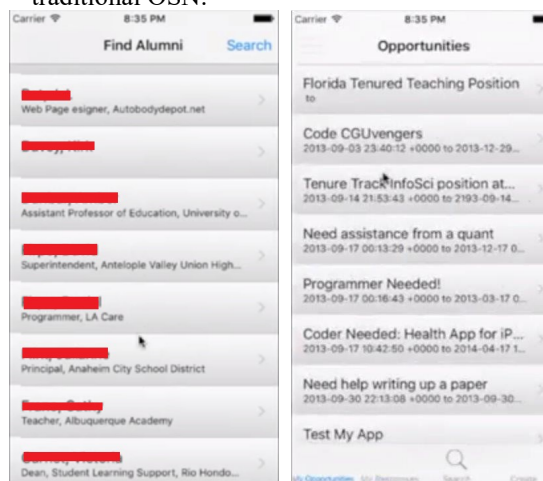 traditional OSN.
Carrier 8:35 PM
Find Alumni Search
Web Page esigner, Autobodydepot.net
Assistant Professor of Education, University o...
Superintendent, Antelople Valley Union High...
Programmer, LA Care
Principal, Anaheim City School District
Teacher, Albuquerque Academy
Dean, Student Learning Support, Rio Hondo...
Carrier 8:35 PM
Opportunities
Florida Tenured Teaching Position
to
Code CGUvengers
2013-09-03 23:40:12 +0000 to 2013-12-29...
Tenure Track InfoSci position at...
2013-09-14 21:53:43 +0000 to 2193-09-14...
Need assistance from a quant
2013-09-17 00:13:29 +0000 to 2013-12-17 0...
Programmer Needed!
2013-09-17 00:16:43 +0000 to 2013-03-17 0...
Coder Needed: Health App for iP...
2013-09-17 10:42:50 +0000 to 2014-04-17 1...
Need help writing up a paper
2013-09-30 22:13:08 +0000 to 2013-09-30...
Test My App
My Opportunities My Responses Search Create